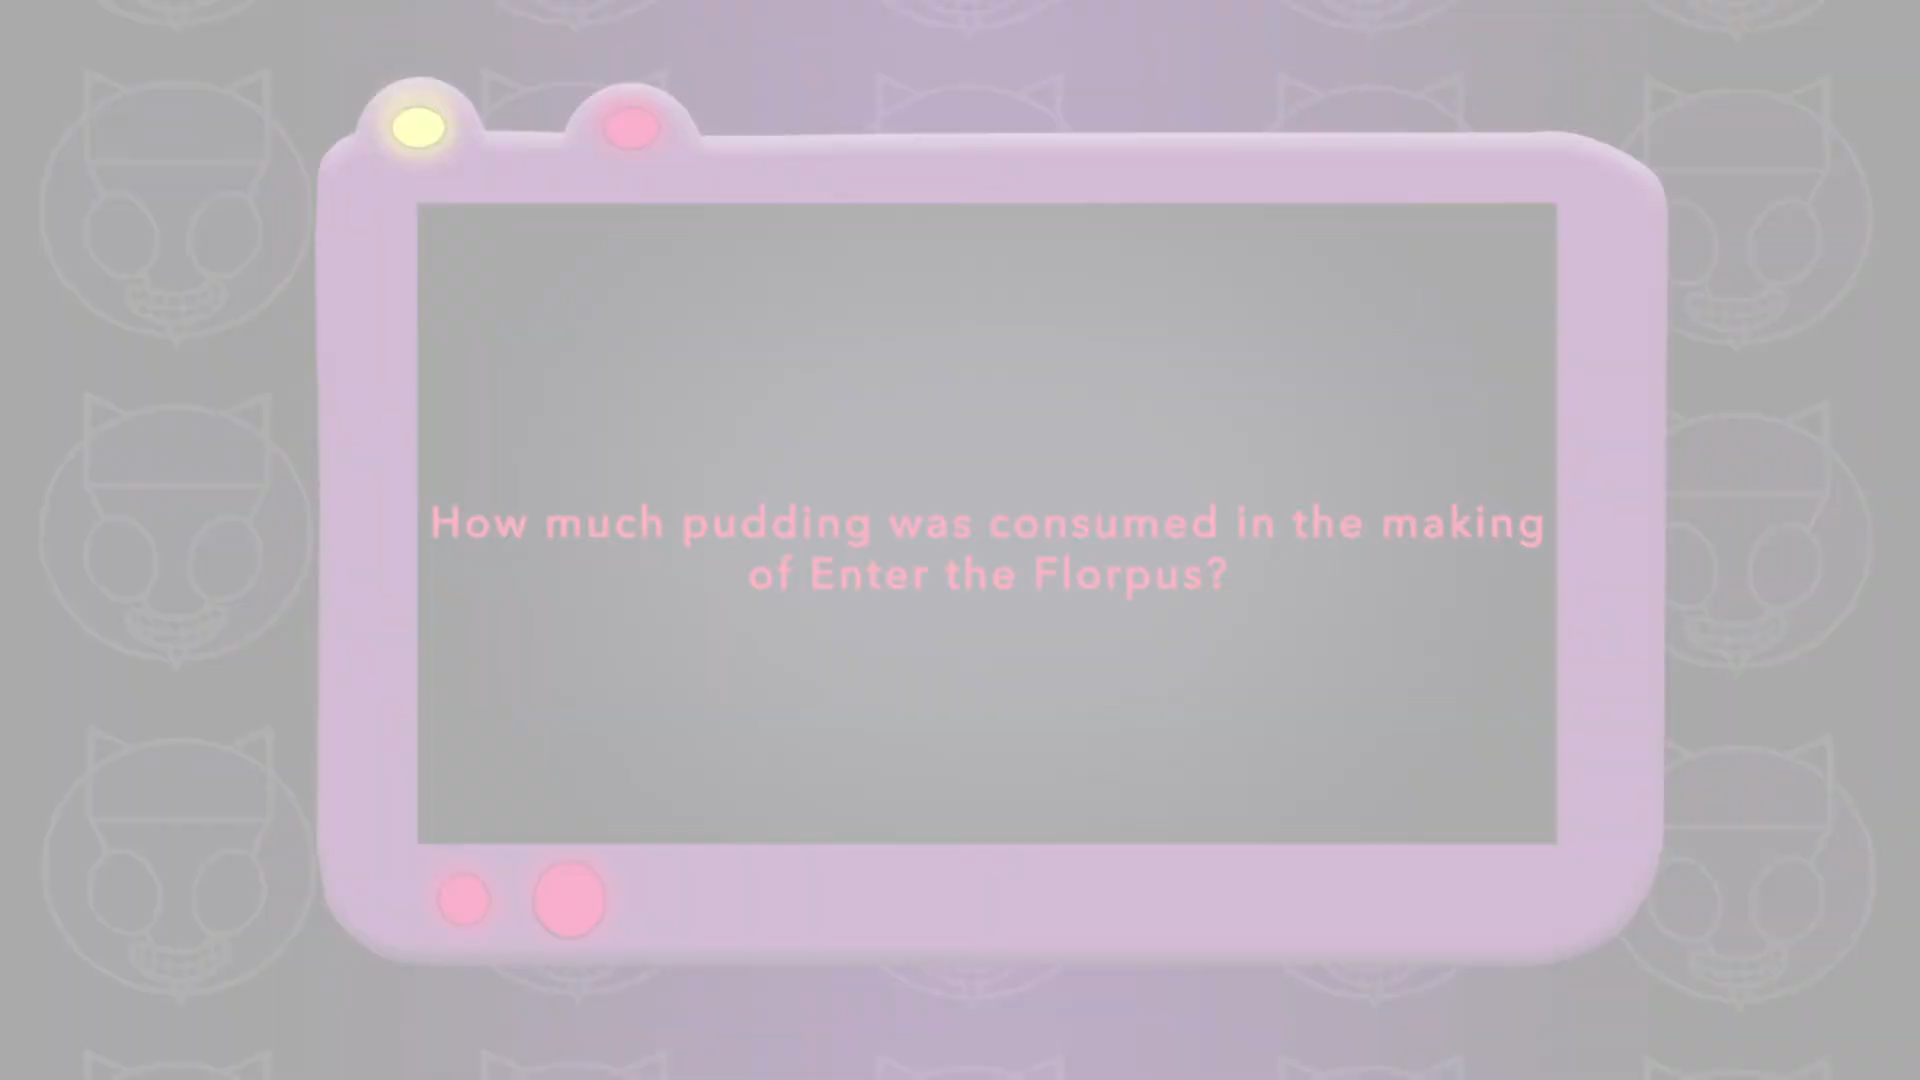 How much pudding was consumed in the making
of Enter the Florpus?